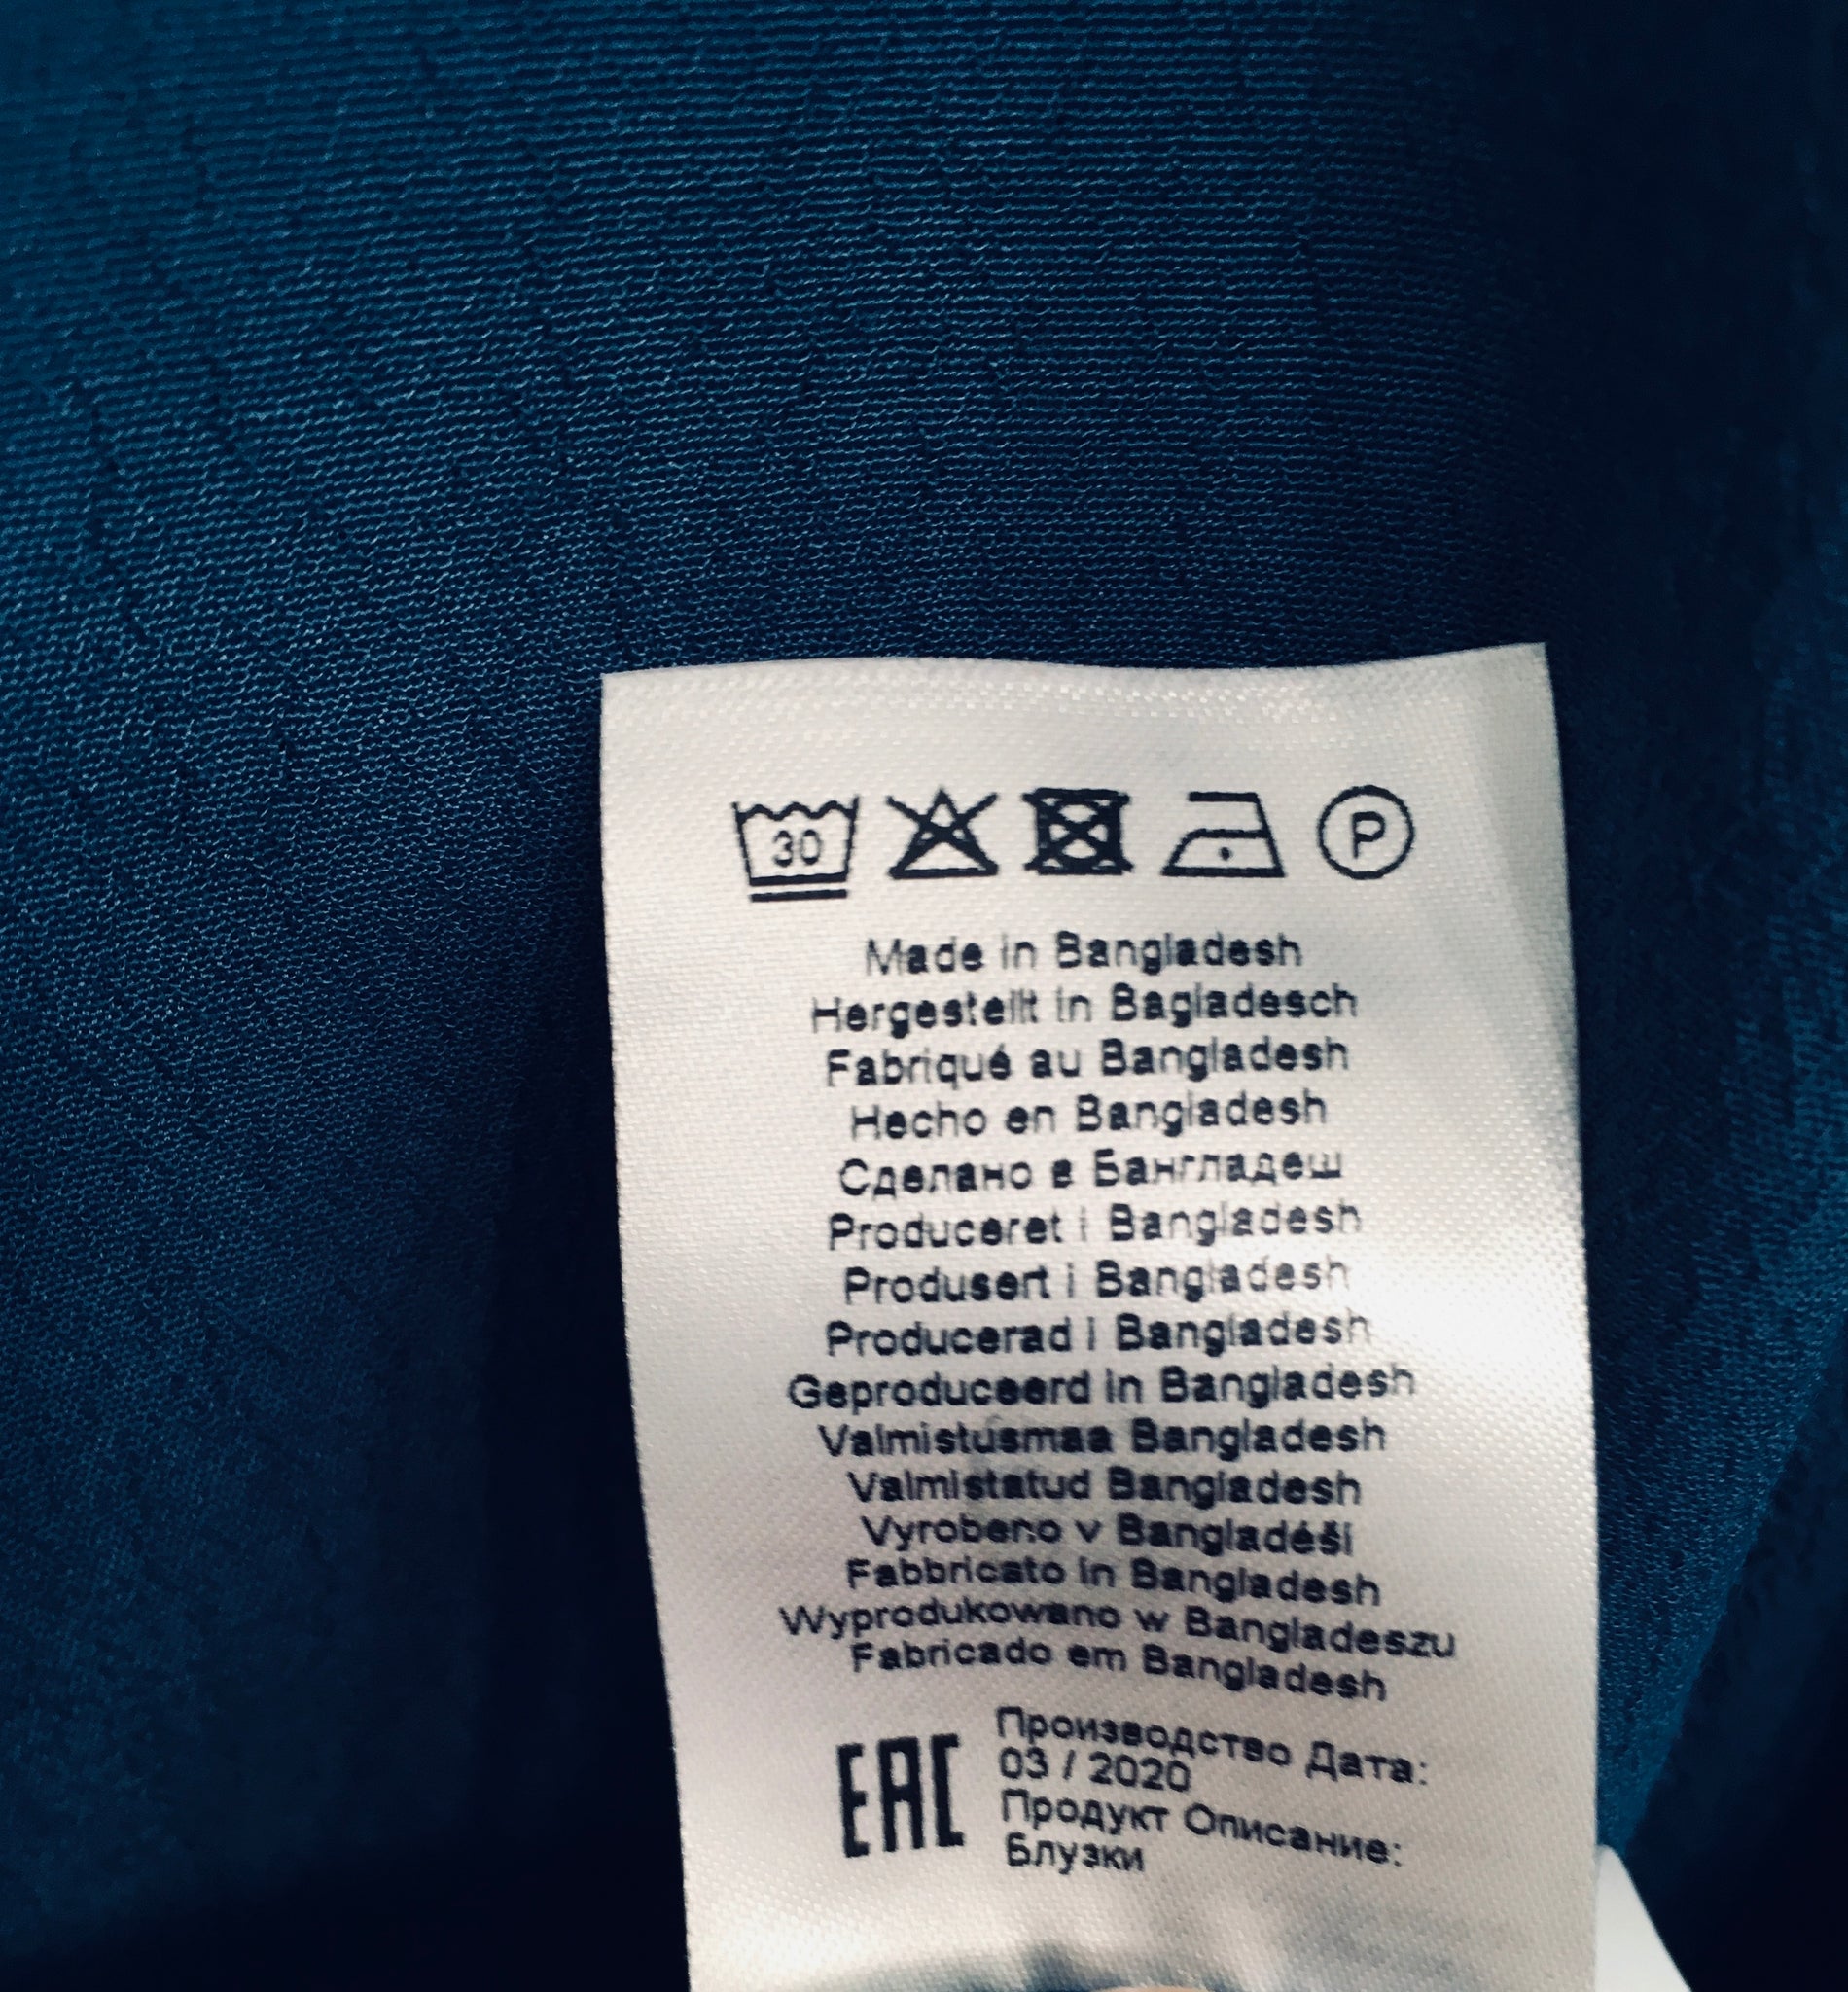 30
P
Made in Bangladesh
Hergestellt in Bagladesch
Fabriqué au Bangladesh
Hecho en Bangladesh
Сделано в Бангладеш
Produceret i Bangladesh
Produsert i Bangladesh
Producerad i Bangladesh
Geproduceerd in Bangladesh
Valmistusmaa Bangladesh
Valmistatud Bangladesh
Vyrobeno v Bangladéši
Fabbricato in Bangladesh
Wyprodukowano w Bangladeszu
Fabricado em Bangladesh
EAC
Производство Дата:
03 / 2020
Продукт Описание:
Блузки